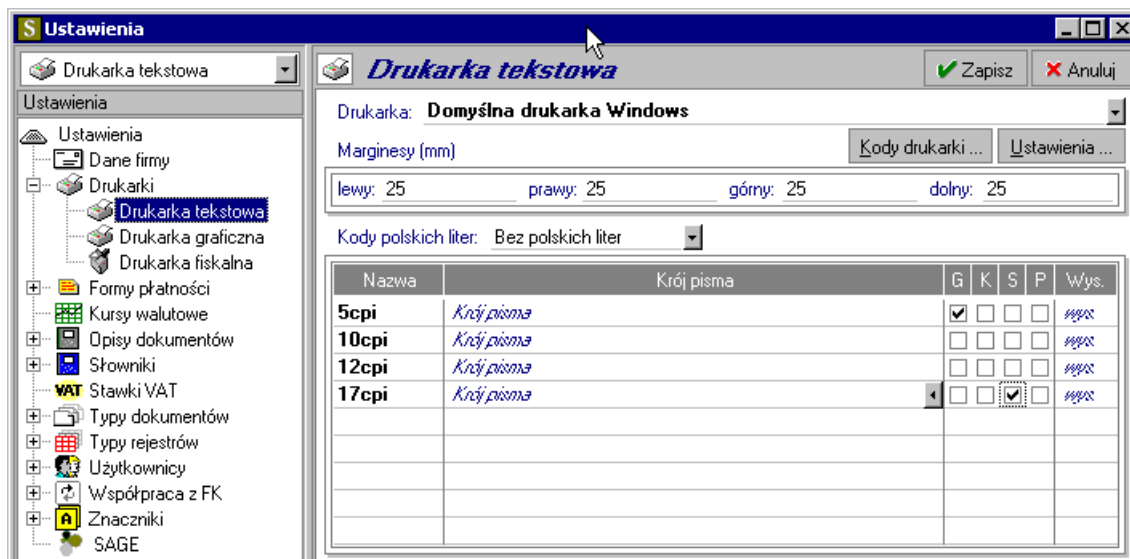 S Ustawienia
Drukarka tekstowa
Ustawienia
Ustawienia
Dane firmy
Drukarki
Drukarka tekstowa
Drukarka graficzna
Drukarka fiskalna
Formy płatności
Kursy walutowe
Opisy dokumentów
Słowniki
VAT Stawki VAT
Typy dokumentów
Typy rejestrów
Użytkownicy
Współpraca z FK
A Znaczniki
SAGE
Drukarka tekstowa
Zapisz Anuluj
Drukarka: Domyślna drukarka Windows
Marginesy (mm) Kody drukarki ... Ustawienia ...
lewy: 25 prawy: 25 górny: 25 dolny: 25
Kody polskich liter: Bez polskich liter
Nazwa Krój pisma G K S P Wys.
5cpi Krój pisma wys.
10cpi Krój pisma wys.
12cpi Krój pisma wys.
17cpi Krój pisma wys.